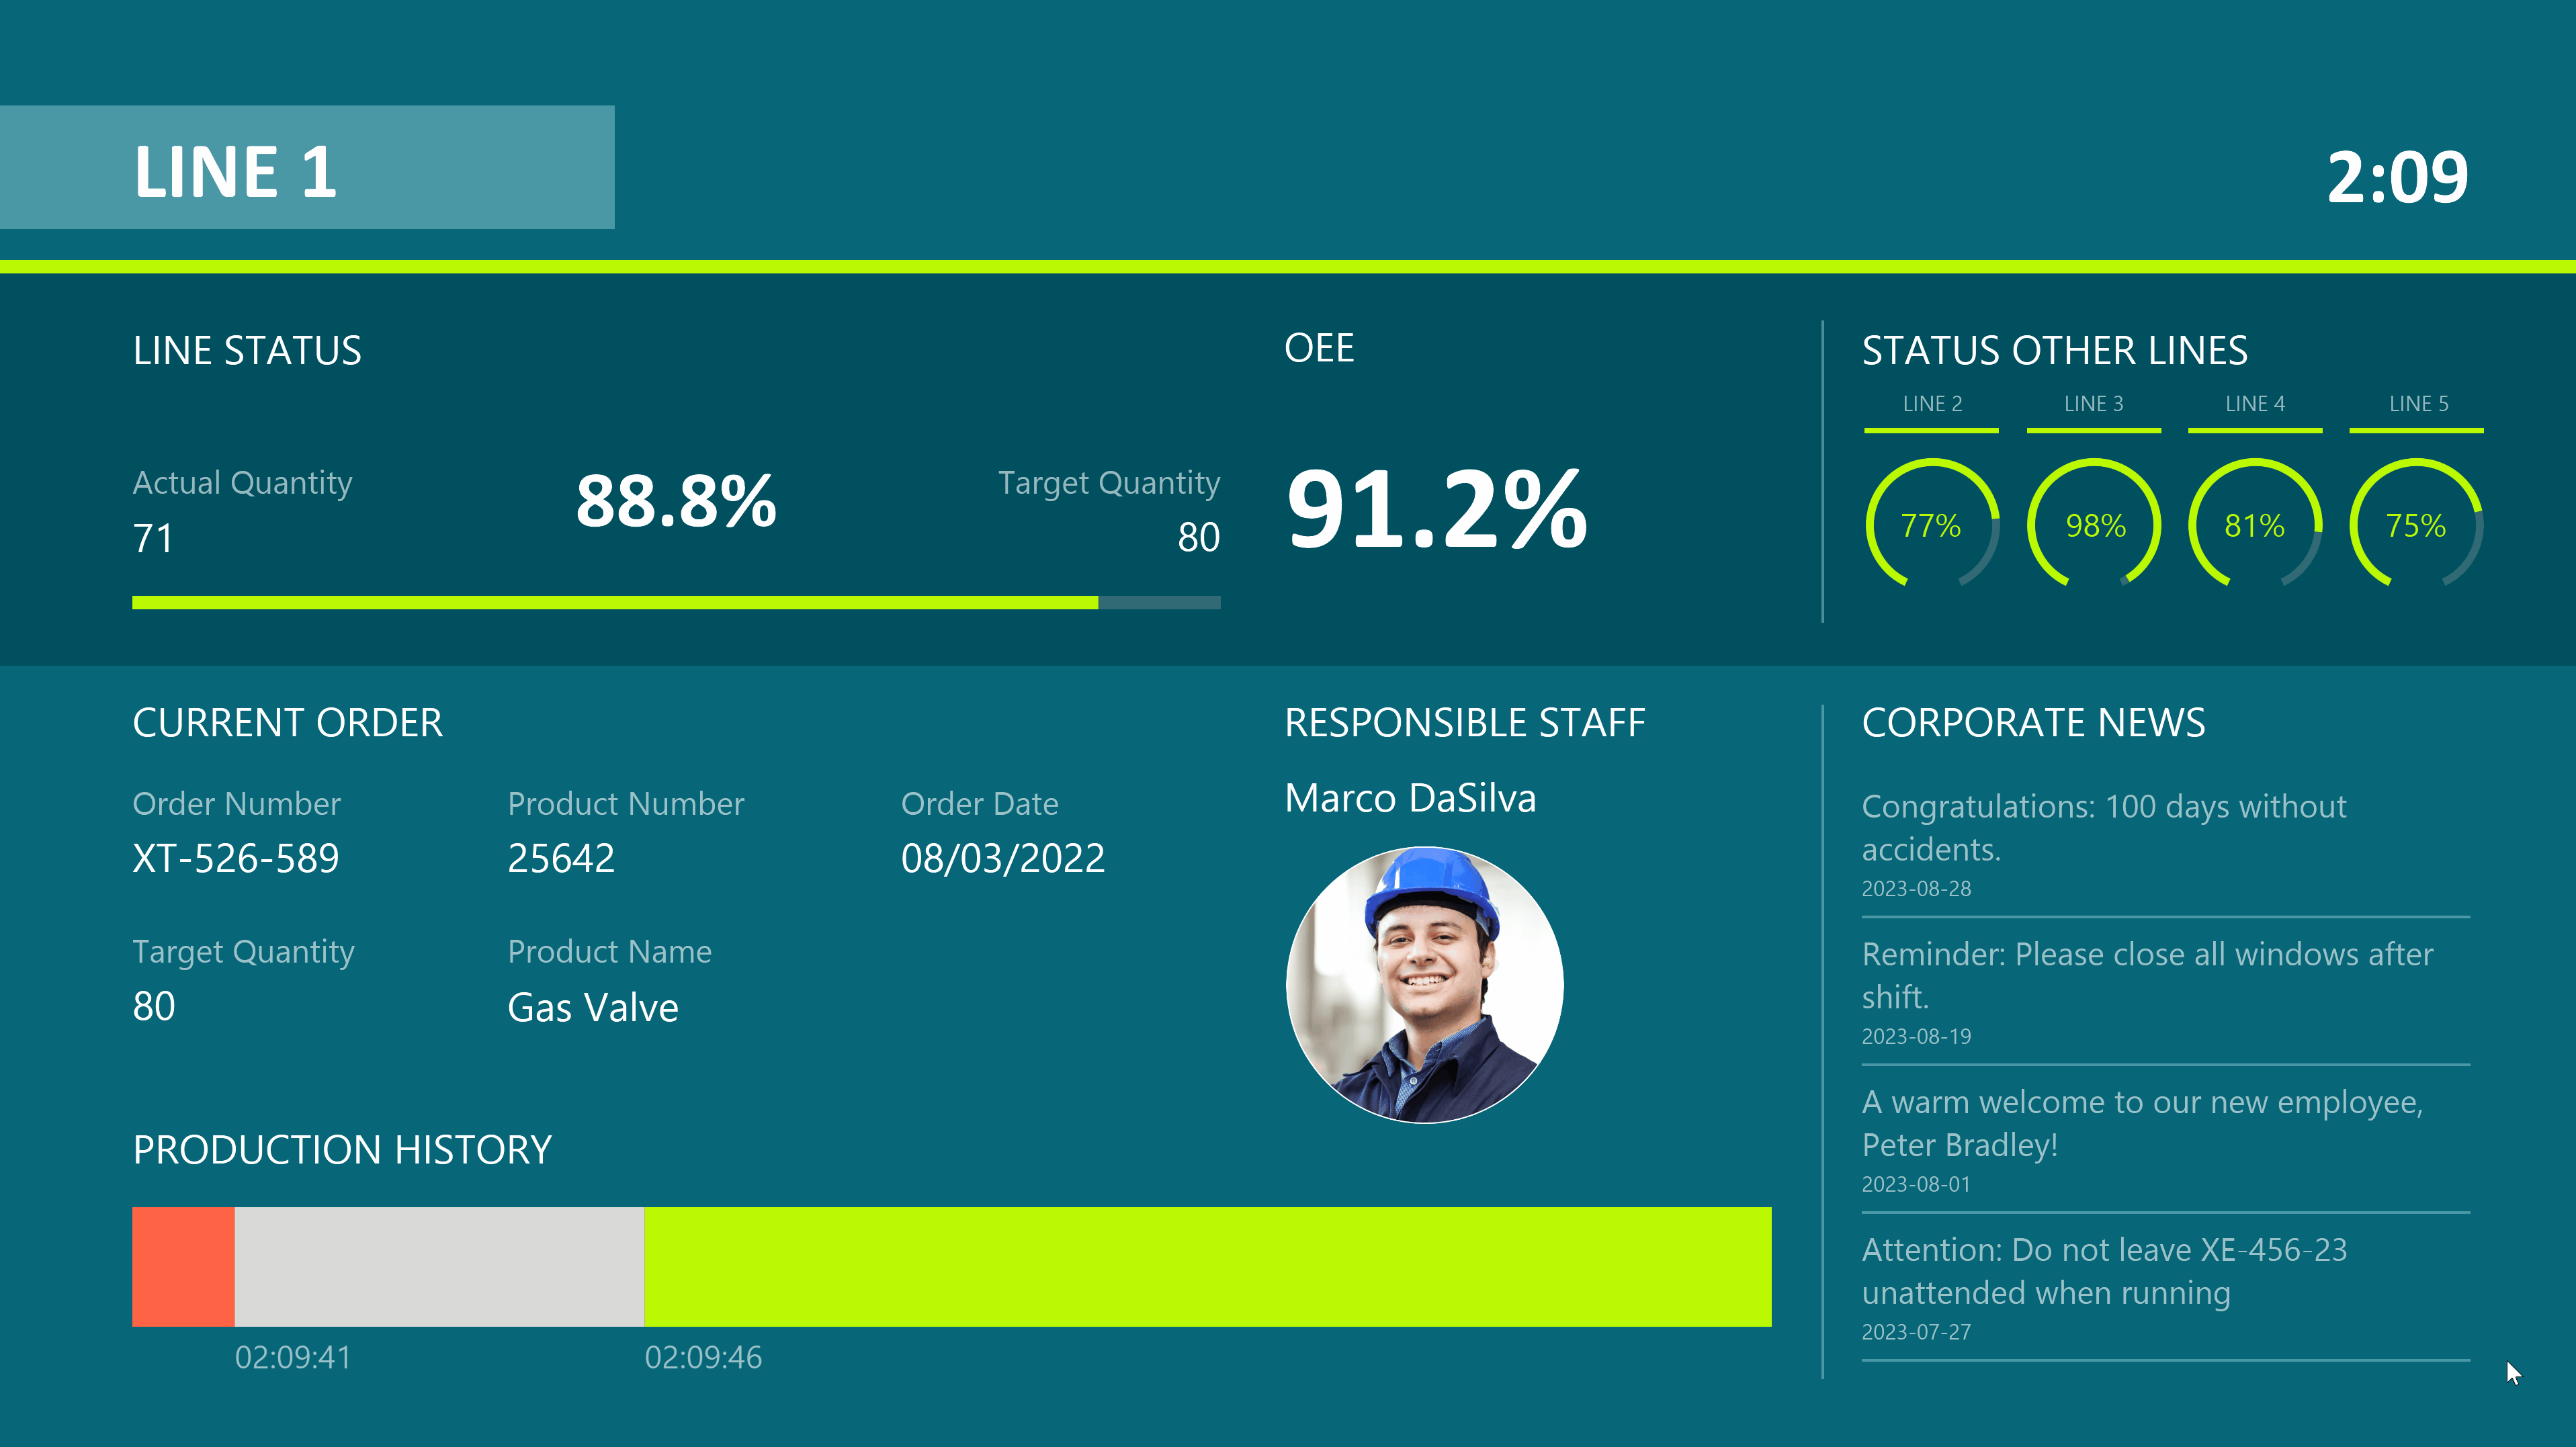 LINE 1
2:09
LINE STATUS
Actual Quantity
71
88.8%
Target Quantity
80
OEE
91.2%
STATUS OTHER LINES
LINE 2
LINE 3
LINE 4
LINE 5
77%
98%
81%
75%
CURRENT ORDER
Order Number
XT-526-589
Product Number
25642
Order Date
08/03/2022
Target Quantity
80
Product Name
Gas Valve
RESPONSIBLE STAFF
Marco DaSilva
PRODUCTION HISTORY
02:09:41
02:09:46
CORPORATE NEWS
Congratulations: 100 days without
accidents.
2023-08-28
Reminder: Please close all windows after
shift.
2023-08-19
A warm welcome to our new employee,
Peter Bradley!
2023-08-01
Attention: Do not leave XE-456-23
unattended when running
2023-07-27